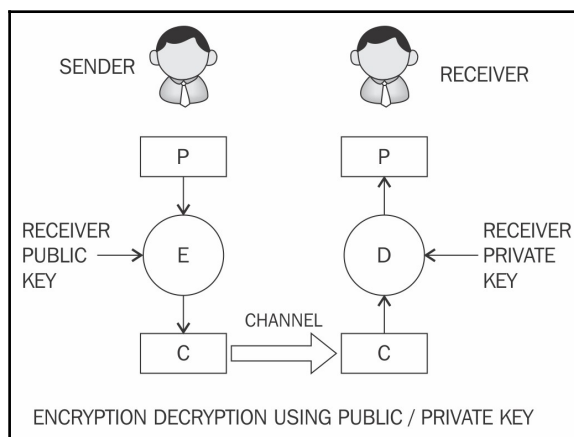 SENDER
RECEIVER
P
P
RECEIVER
PUBLIC
KEY
E
D
RECEIVER
PRIVATE
KEY
CHANNEL
C
C
ENCRYPTION DECRYPTION USING PUBLIC / PRIVATE KEY